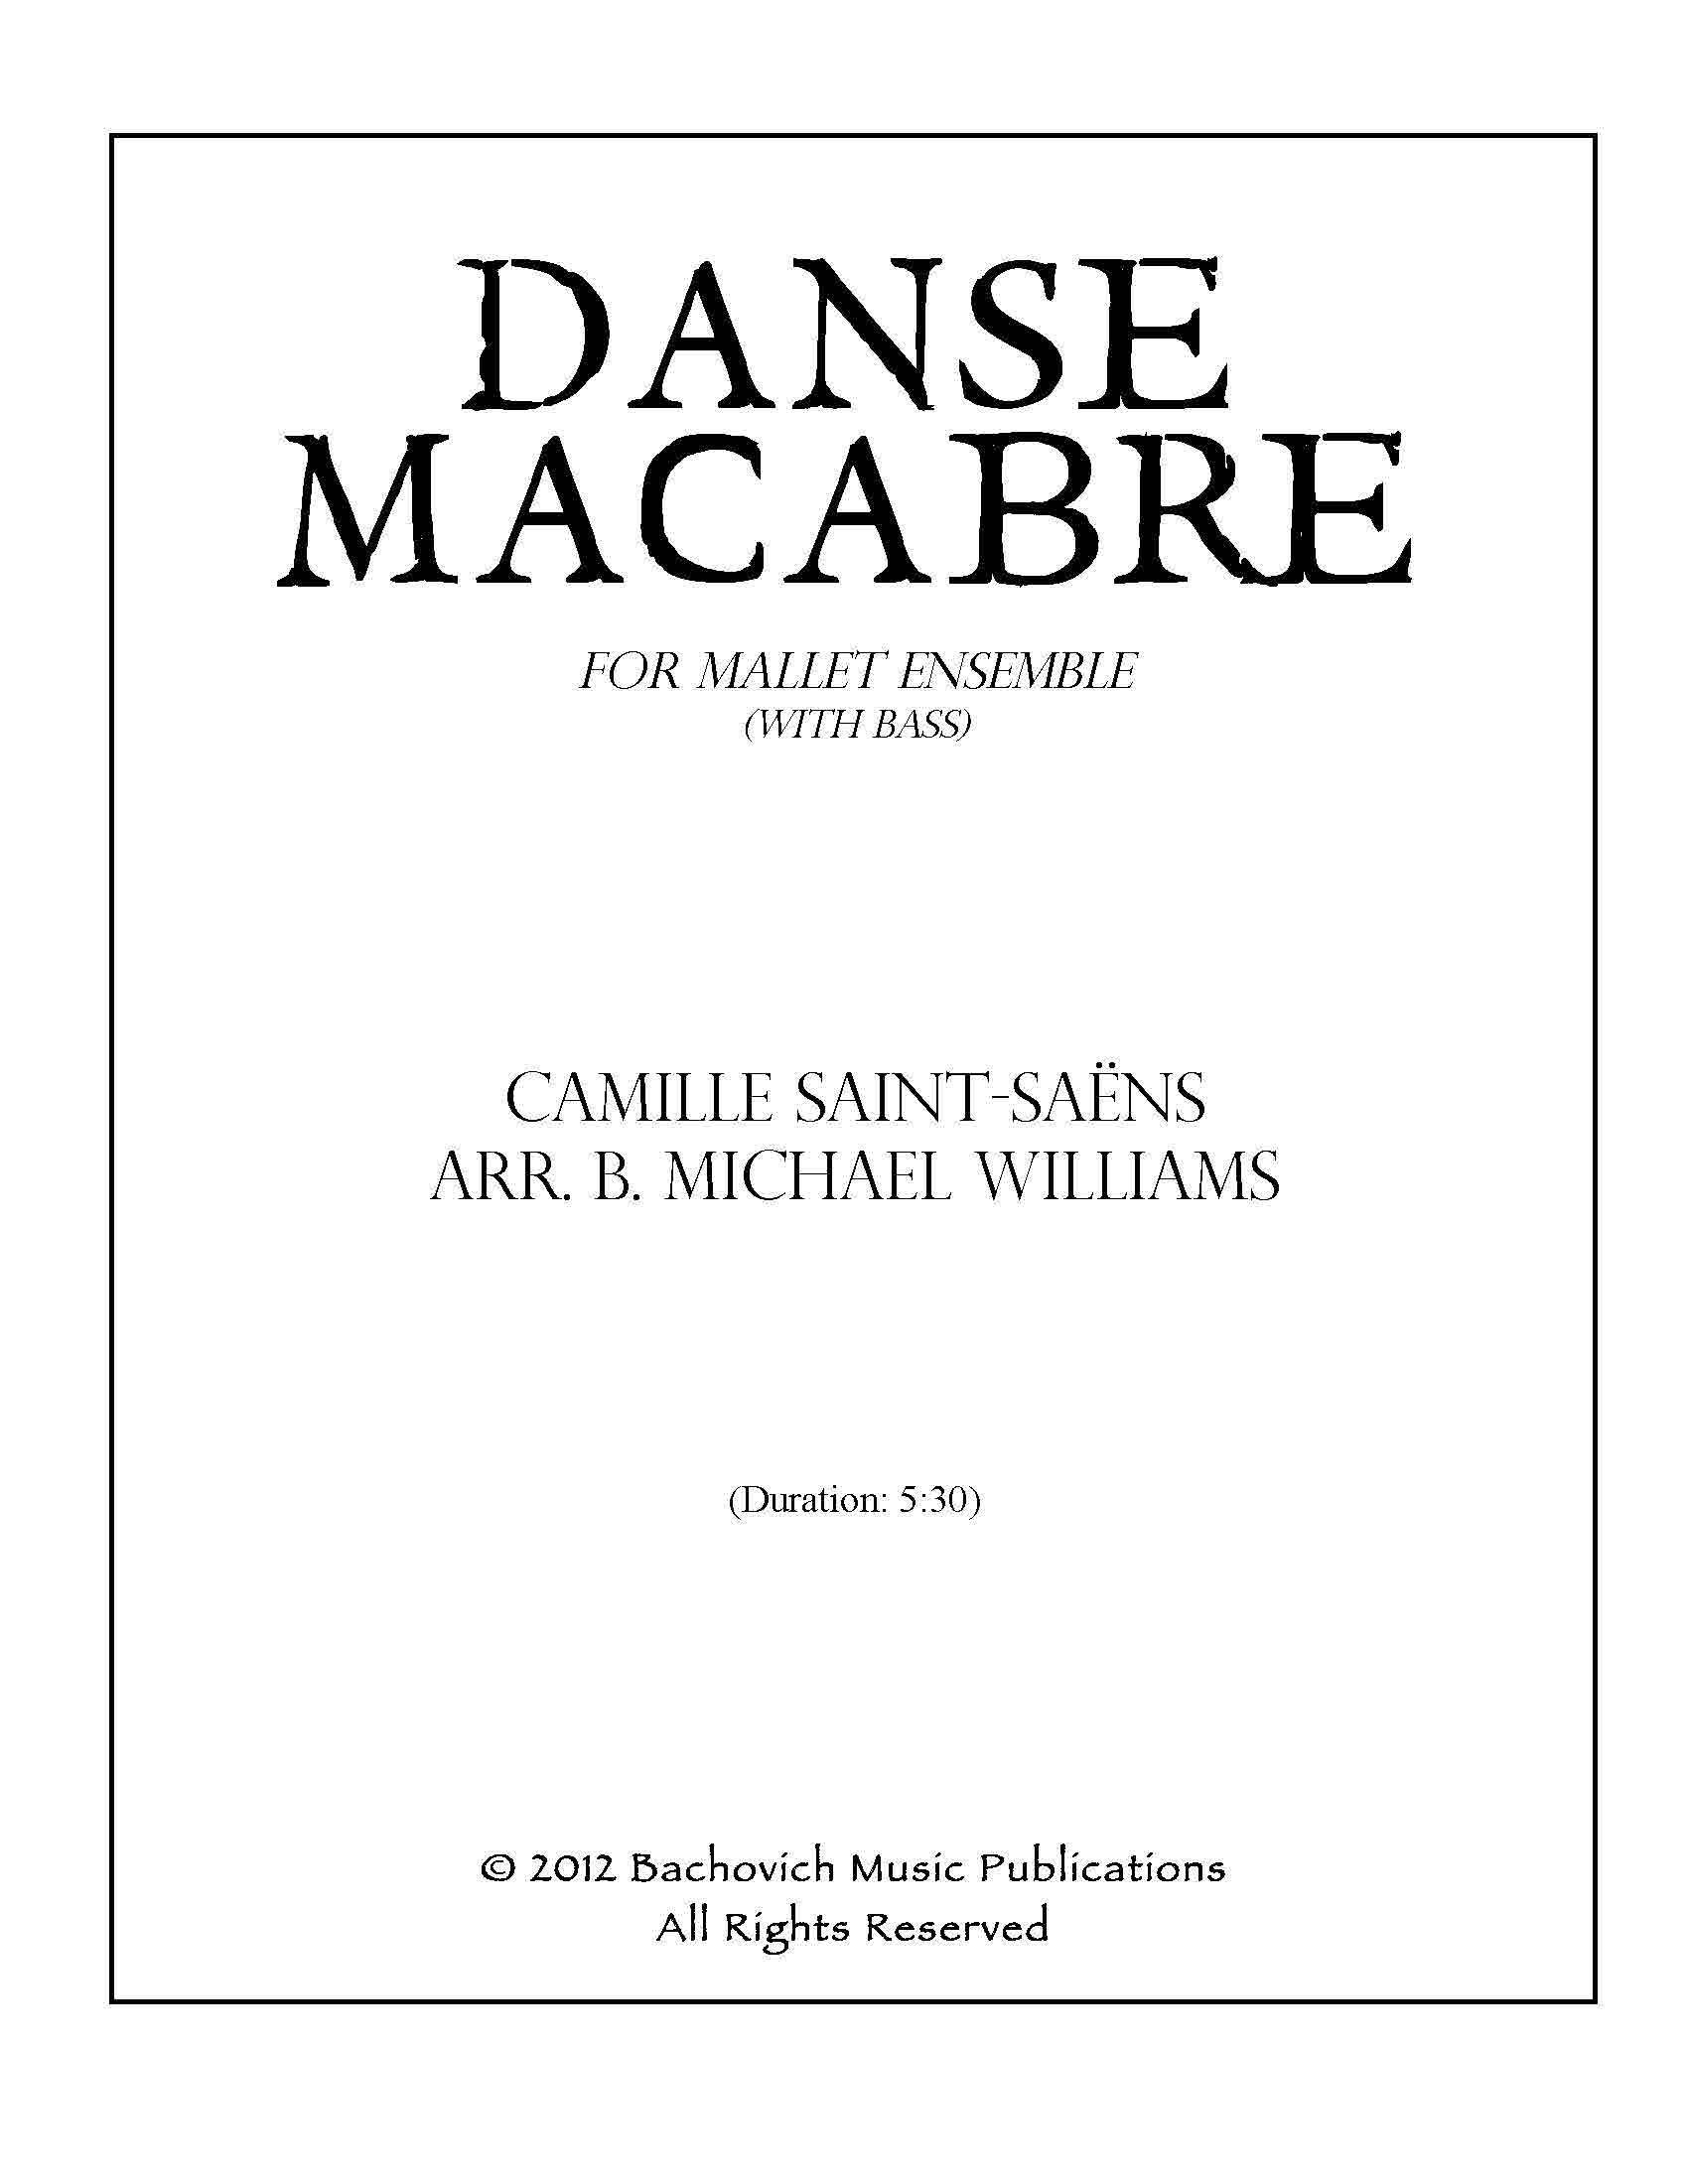 DANSE
MACABRE
FOR MALLET ENSEMBLE
(WITH BASS)
CAMILLE SAINT-SAËNS
ARR. B. MICHAEL WILLIAMS
(Duration: 5:30)
© 2012 Bachovich Music Publications
All Rights Reserved